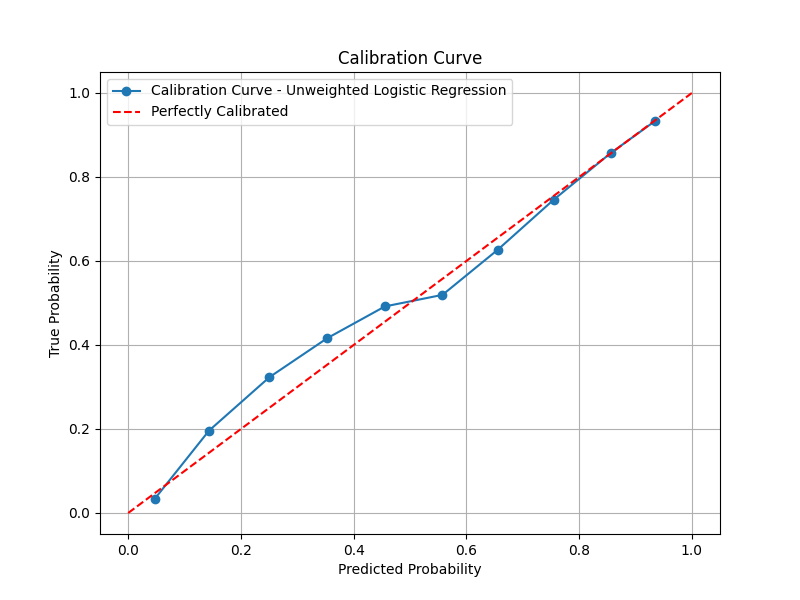 Calibration Curve
Calibration Curve - Unweighted Logistic Regression
Perfectly Calibrated
1.0
0.8
0.6
0.4
0.2
0.0
True Probability
0.0 0.2 0.4 0.6 0.8 1.0
Predicted Probability